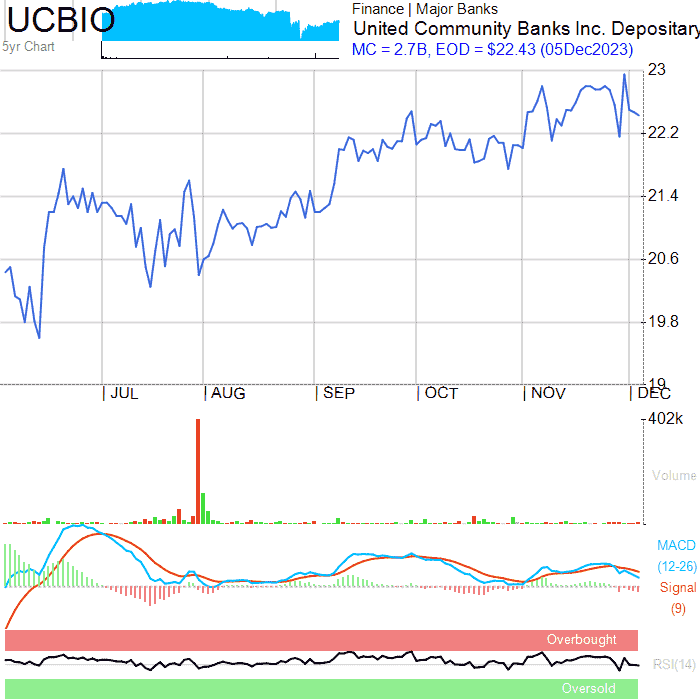 UCBIO
5yr Chart
Finance | Major Banks
United Community Banks Inc. Depositary
MC = 2.7B, EOD = $22.43 (05Dec2023)
23
22.2
21.4
20.6
19.8
19
JUL AUG SEP OCT NOV DEC
402k
Volume
MACD
(12-26)
Signal
(9)
Overbought
RSI(14)
Oversold